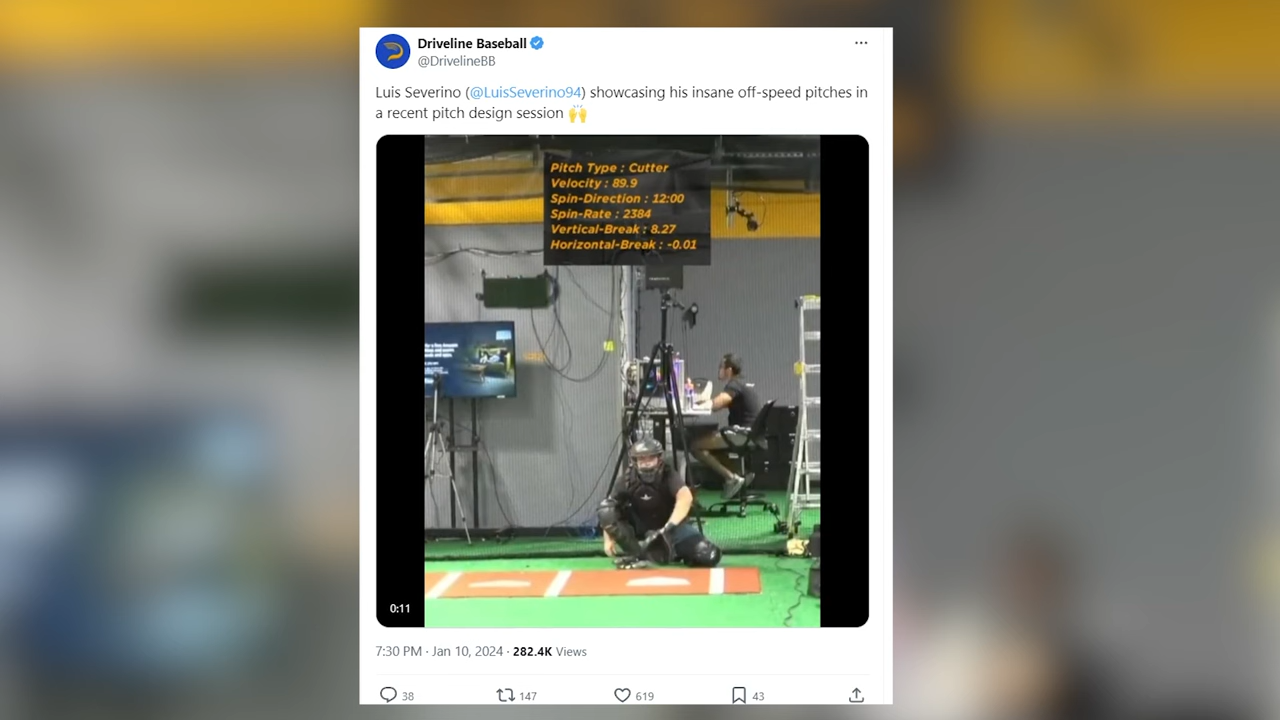 Driveline Baseball
@DrivelineBB
Luis Severino (@LuisSeverino94) showcasing his insane off-speed pitches in
a recent pitch design session 🙌
Pitch Type : Cutter
Velocity : 89.9
Spin-Direction : 12:00
Spin-Rate : 2384
Vertical-Break : 8.27
Horizontal-Break : -0.01
0:11
7:30 PM · Jan 10, 2024 · 282.4K Views
38 147 619 43